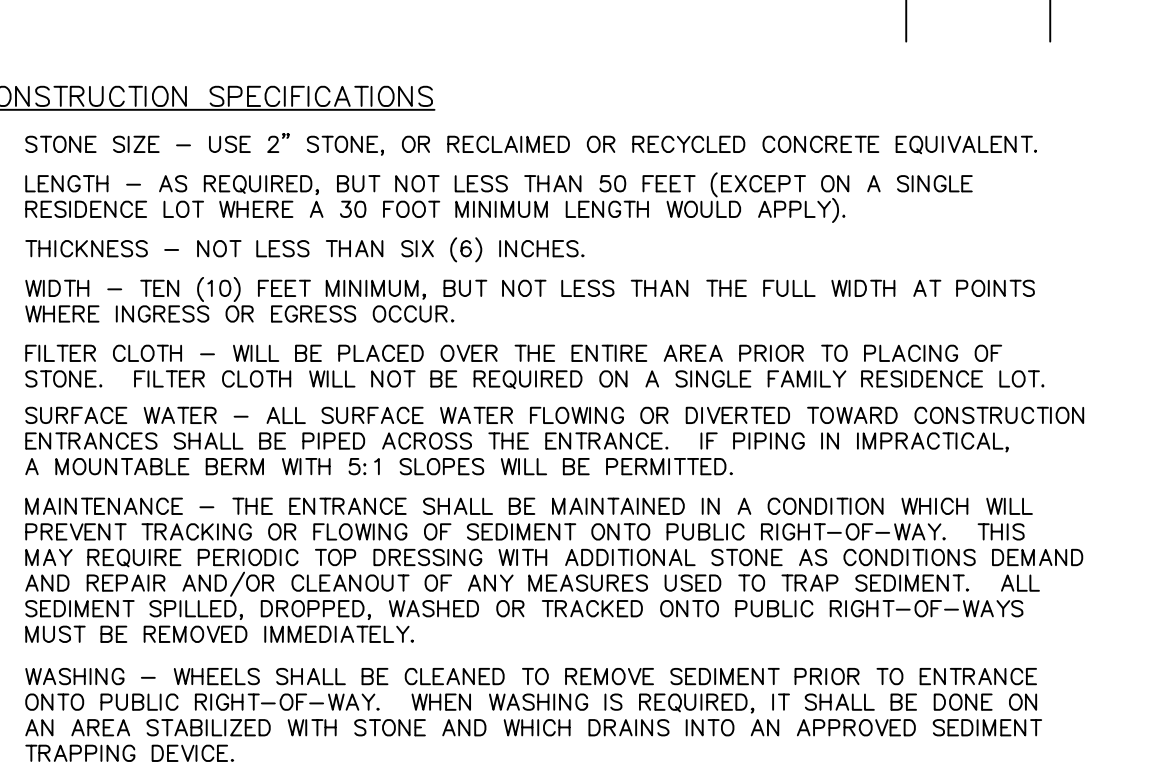 ONSTRUCTION SPECIFICATIONS
STONE SIZE – USE 2" STONE, OR RECLAIMED OR RECYCLED CONCRETE EQUIVALENT.
LENGTH – AS REQUIRED, BUT NOT LESS THAN 50 FEET (EXCEPT ON A SINGLE
RESIDENCE LOT WHERE A 30 FOOT MINIMUM LENGTH WOULD APPLY).
THICKNESS – NOT LESS THAN SIX (6) INCHES.
WIDTH – TEN (10) FEET MINIMUM, BUT NOT LESS THAN THE FULL WIDTH AT POINTS
WHERE INGRESS OR EGRESS OCCUR.
FILTER CLOTH – WILL BE PLACED OVER THE ENTIRE AREA PRIOR TO PLACING OF
STONE.  FILTER CLOTH WILL NOT BE REQUIRED ON A SINGLE FAMILY RESIDENCE LOT.
SURFACE WATER – ALL SURFACE WATER FLOWING OR DIVERTED TOWARD CONSTRUCTION
ENTRANCES SHALL BE PIPED ACROSS THE ENTRANCE.  IF PIPING IN IMPRACTICAL,
A MOUNTABLE BERM WITH 5:1 SLOPES WILL BE PERMITTED.
MAINTENANCE – THE ENTRANCE SHALL BE MAINTAINED IN A CONDITION WHICH WILL
PREVENT TRACKING OR FLOWING OF SEDIMENT ONTO PUBLIC RIGHT–OF–WAY.  THIS
MAY REQUIRE PERIODIC TOP DRESSING WITH ADDITIONAL STONE AS CONDITIONS DEMAND
AND REPAIR AND/OR CLEANOUT OF ANY MEASURES USED TO TRAP SEDIMENT.  ALL
SEDIMENT SPILLED, DROPPED, WASHED OR TRACKED ONTO PUBLIC RIGHT–OF–WAYS
MUST BE REMOVED IMMEDIATELY.
WASHING – WHEELS SHALL BE CLEANED TO REMOVE SEDIMENT PRIOR TO ENTRANCE
ONTO PUBLIC RIGHT–OF–WAY.  WHEN WASHING IS REQUIRED, IT SHALL BE DONE ON
AN AREA STABILIZED WITH STONE AND WHICH DRAINS INTO AN APPROVED SEDIMENT
TRAPPING DEVICE.